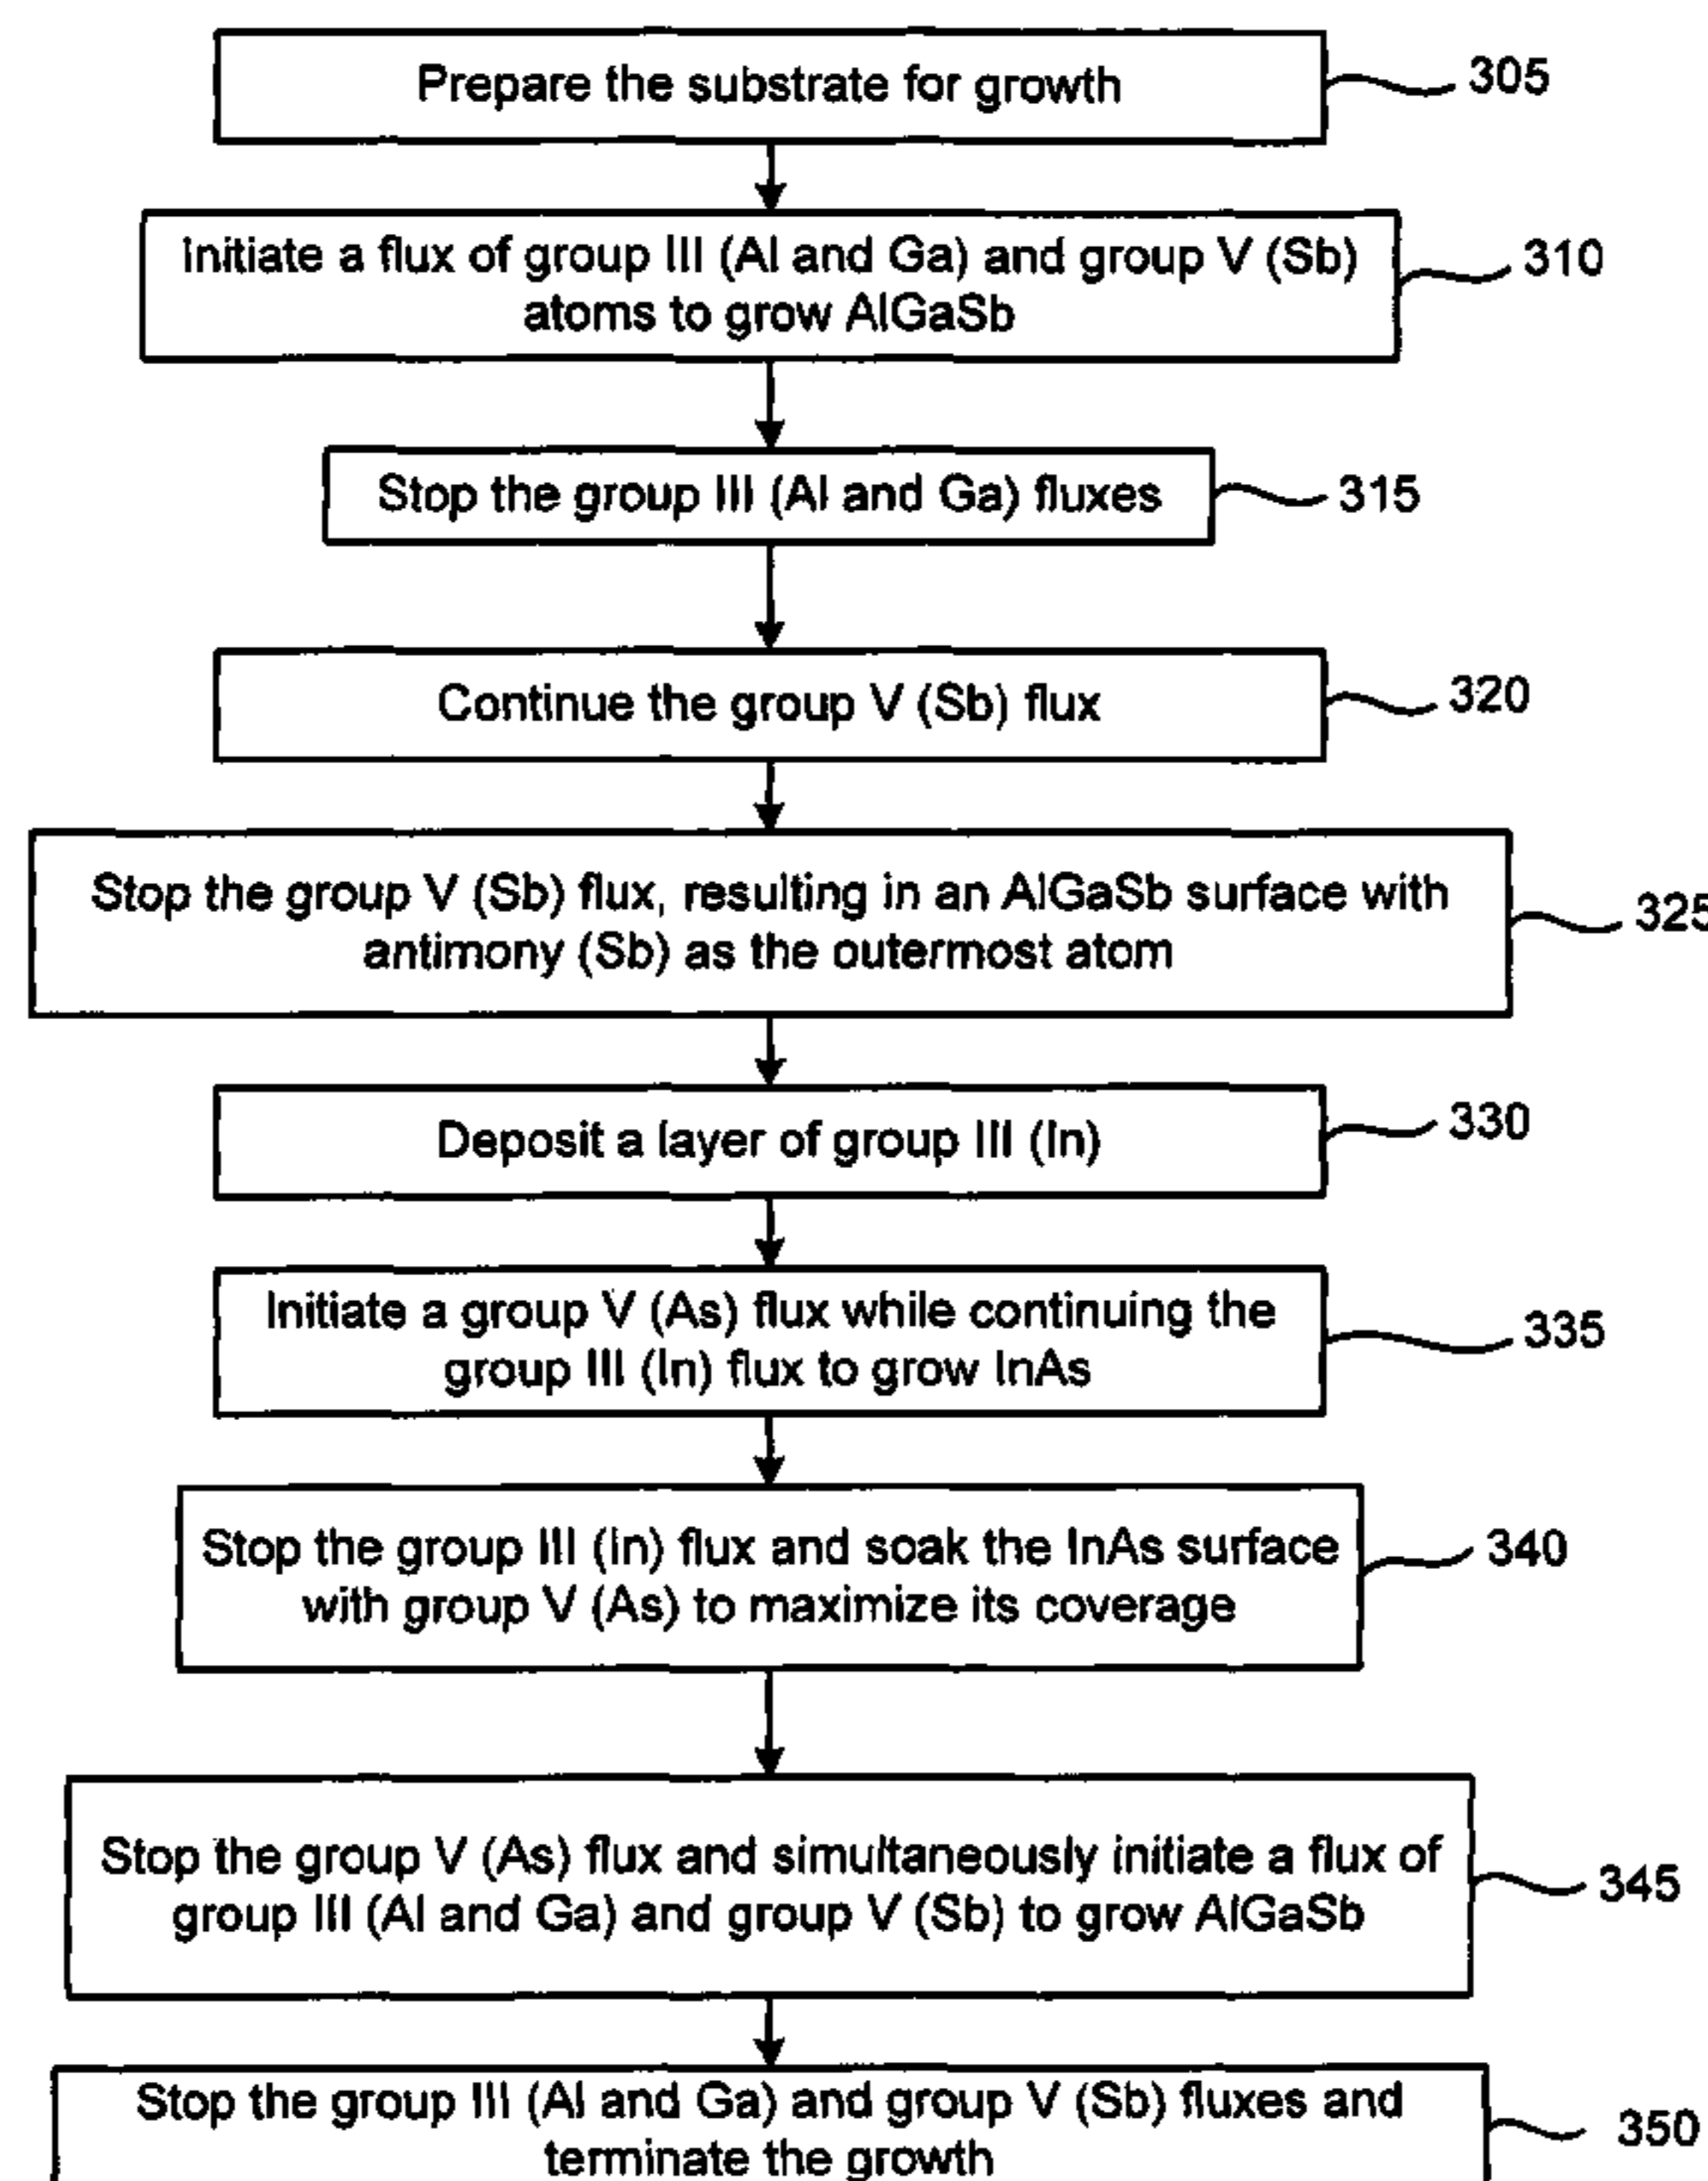 Prepare the substrate for growth
305
Initiate a flux of group III (Al and Ga) and group V (Sb)
atoms to grow AlGaSb
310
Stop the group III (Al and Ga) fluxes
315
Continue the group V (Sb) flux
320
Stop the group V (Sb) flux, resulting in an AlGaSb surface with
antimony (Sb) as the outermost atom
325
Deposit a layer of group III (In)
330
Initiate a group V (As) flux while continuing the
group III (In) flux to grow InAs
335
Stop the group III (In) flux and soak the InAs surface
with group V (As) to maximize its coverage
340
Stop the group V (As) flux and simultaneously initiate a flux of
group III (Al and Ga) and group V (Sb) to grow AlGaSb
345
Stop the group III (Al and Ga) and group V (Sb) fluxes and
terminate the growth
350